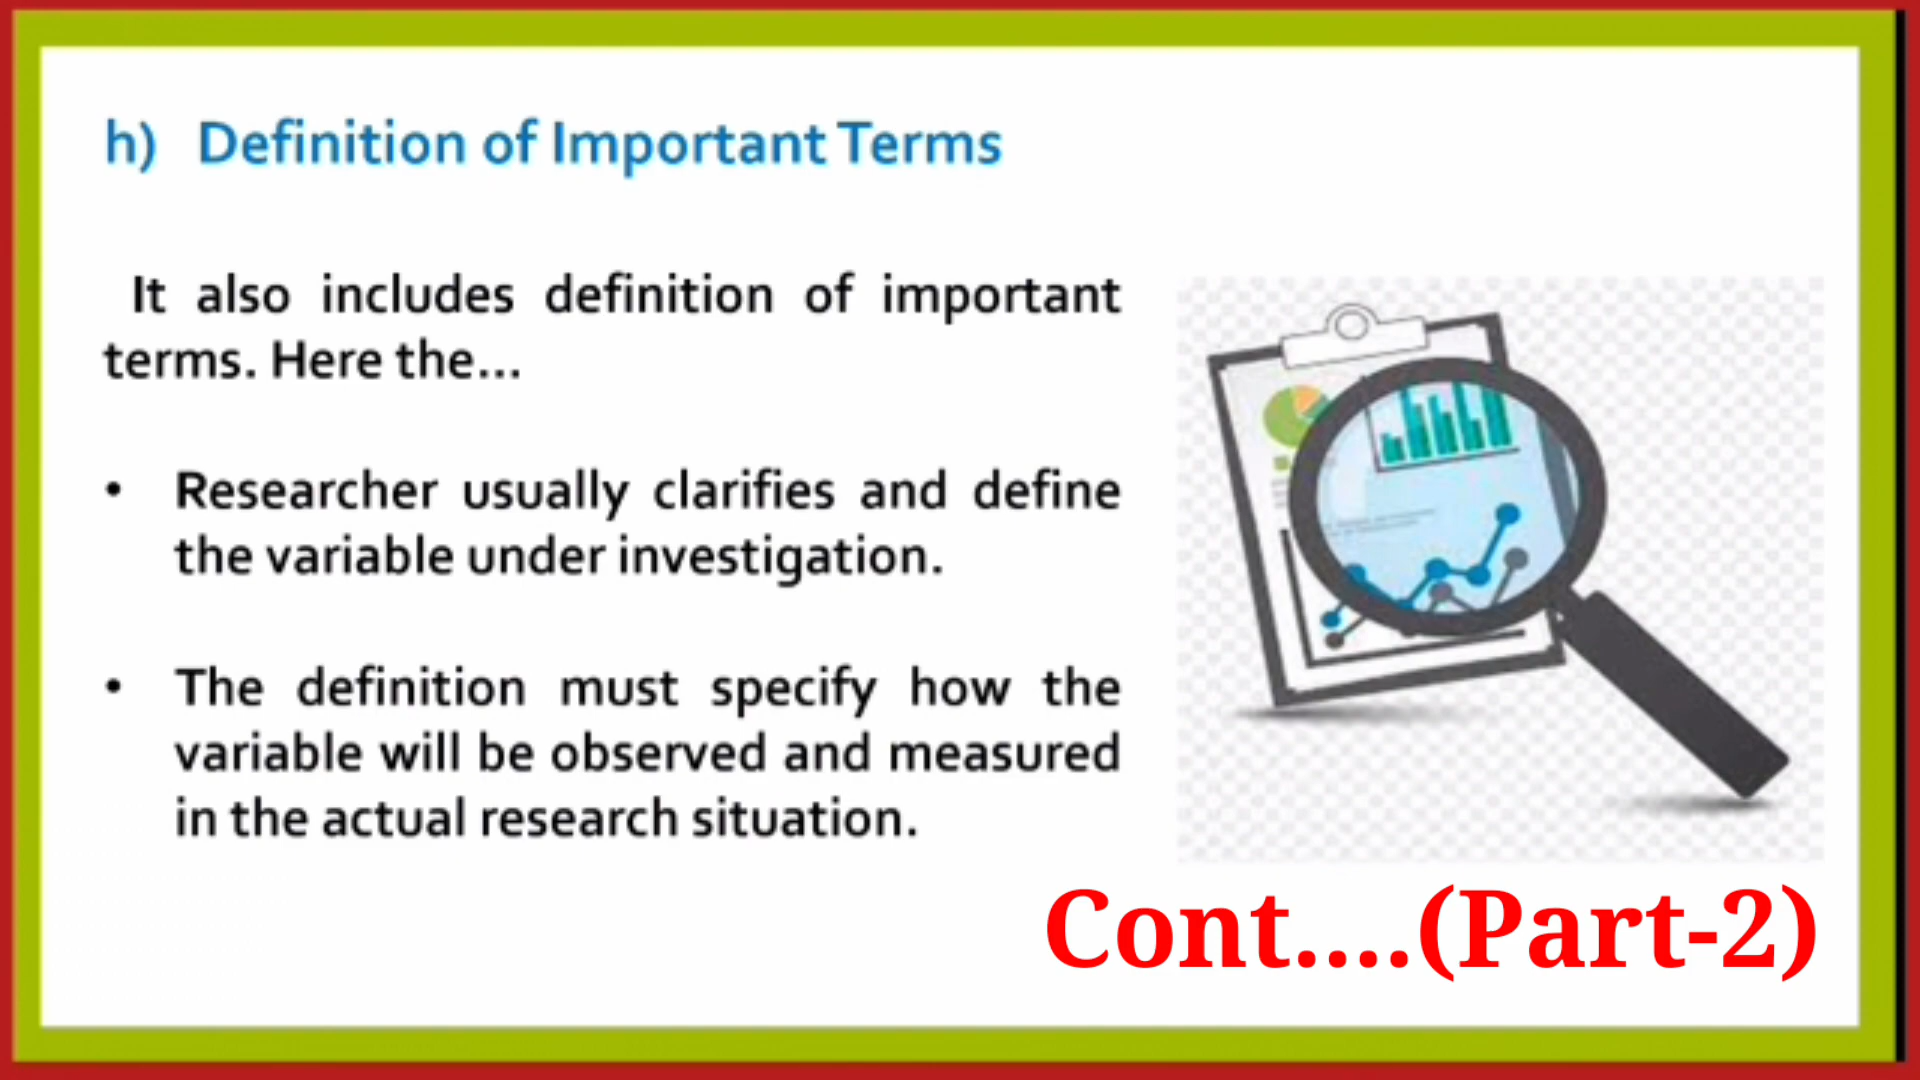 h) Definition of Important Terms
It also includes definition of important
terms. Here the...
• Researcher usually clarifies and define
the variable under investigation.
• The definition must specify how the
variable will be observed and measured
in the actual research situation.
Cont....(Part-2)